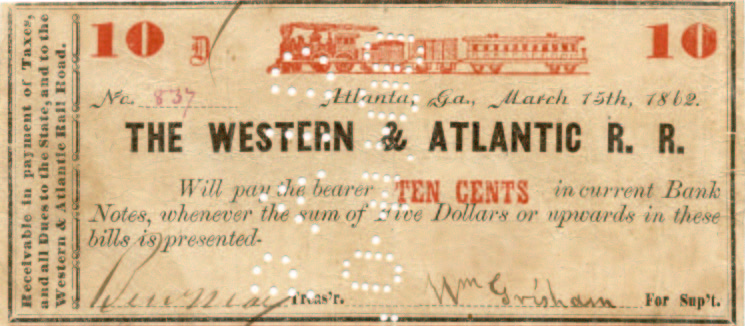 Receivable in payment of Taxes,
and all Dues to the State, and to the
Western & Atlantic Rail Road.
10 D 10
No. 837 Atlanta, Ga., March 15th, 1862.
THE WESTERN & ATLANTIC R. R.
Will pay the bearer TEN CENTS in current Bank
Notes, whenever the sum of Five Dollars or upwards in these
bills is presented.
Treas'r. Wm Grisham For Sup't.